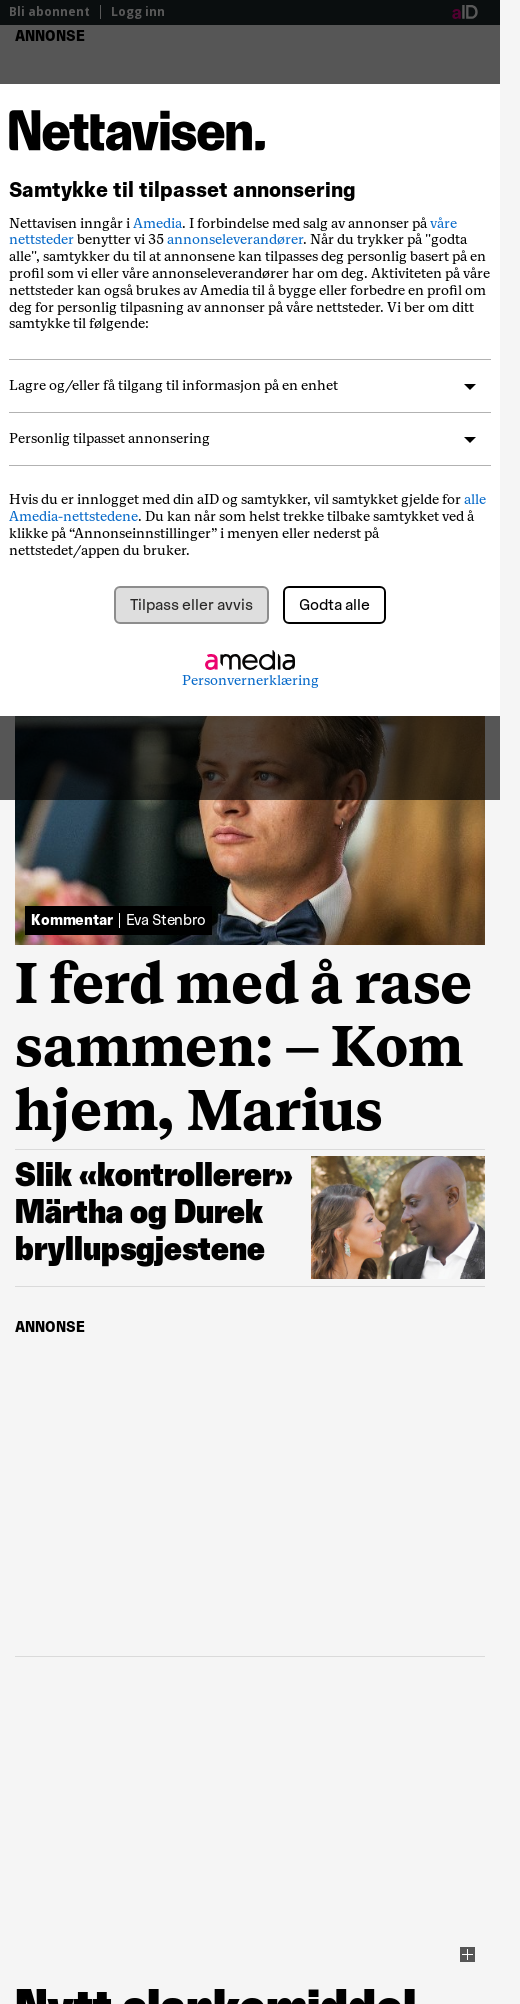 Bli abonnent | Logg inn
aID
ANNONSE
Nettavisen.
Samtykke til tilpasset annonsering
Nettavisen inngår i Amedia. I forbindelse med salg av annonser på våre
nettsteder benytter vi 35 annonseleverandører. Når du trykker på "godta
alle", samtykker du til at annonsene kan tilpasses deg personlig basert på en
profil som vi eller våre annonseleverandører har om deg. Aktiviteten på våre
nettsteder kan også brukes av Amedia til å bygge eller forbedre en profil om
deg for personlig tilpasning av annonser på våre nettsteder. Vi ber om ditt
samtykke til følgende:
Lagre og/eller få tilgang til informasjon på en enhet
Personlig tilpasset annonsering
Hvis du er innlogget med din aID og samtykker, vil samtykket gjelde for alle
Amedia-nettstedene. Du kan når som helst trekke tilbake samtykket ved å
klikke på “Annonseinnstillinger” i menyen eller nederst på
nettstedet/appen du bruker.
Tilpass eller avvis
Godta alle
amedia
Personvernerklæring
Kommentar | Eva Stenbro
I ferd med å rase
sammen: – Kom
hjem, Marius
Slik «kontrollerer»
Märtha og Durek
bryllupsgjestene
ANNONSE
Nytt slankemiddel